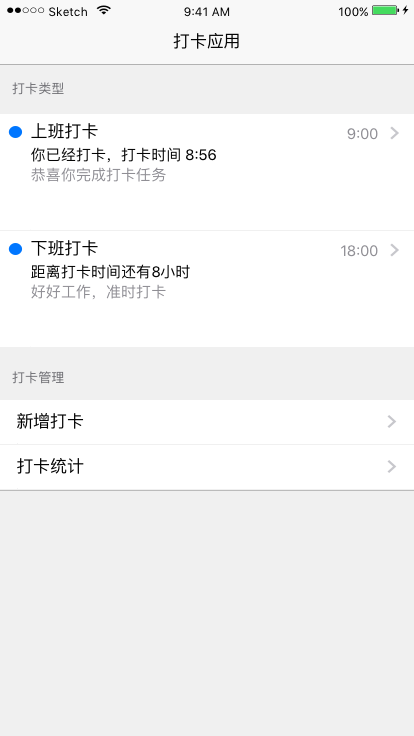 Sketch 9:41 AM 100%
打卡应用
打卡类型
上班打卡 9:00
你已经打卡，打卡时间 8:56
恭喜你完成打卡任务
下班打卡 18:00
距离打卡时间还有8小时
好好工作，准时打卡
打卡管理
新增打卡
打卡统计